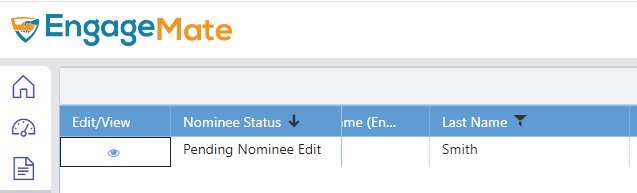 EngageMate
Edit/View Nominee Status me (En... Last Name
Pending Nominee Edit Smith